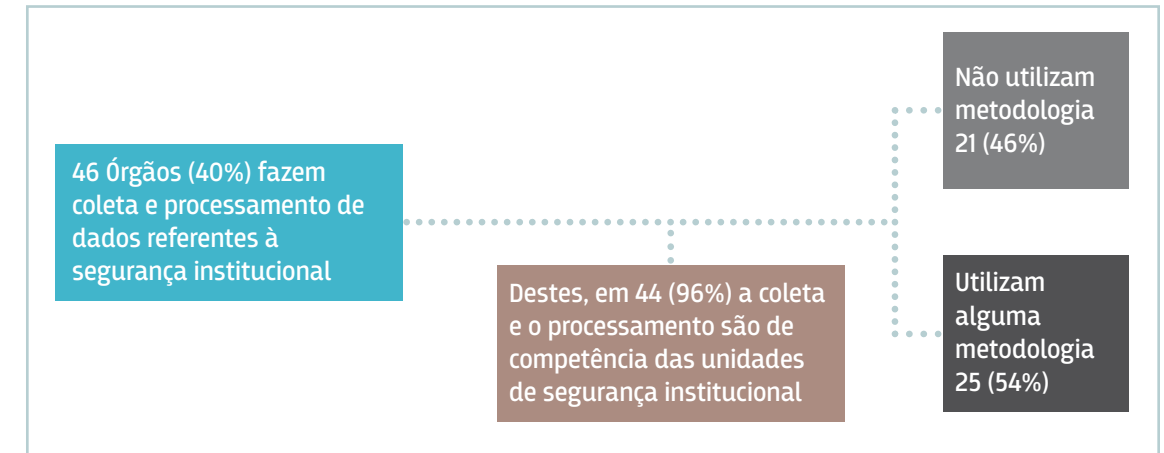 46 Órgãos (40%) fazem
coleta e processamento de
dados referentes à
segurança institucional
Destes, em 44 (96%) a coleta
e o processamento são de
competência das unidades
de segurança institucional
Não utilizam
metodologia
21 (46%)
Utilizam
alguma
metodologia
25 (54%)